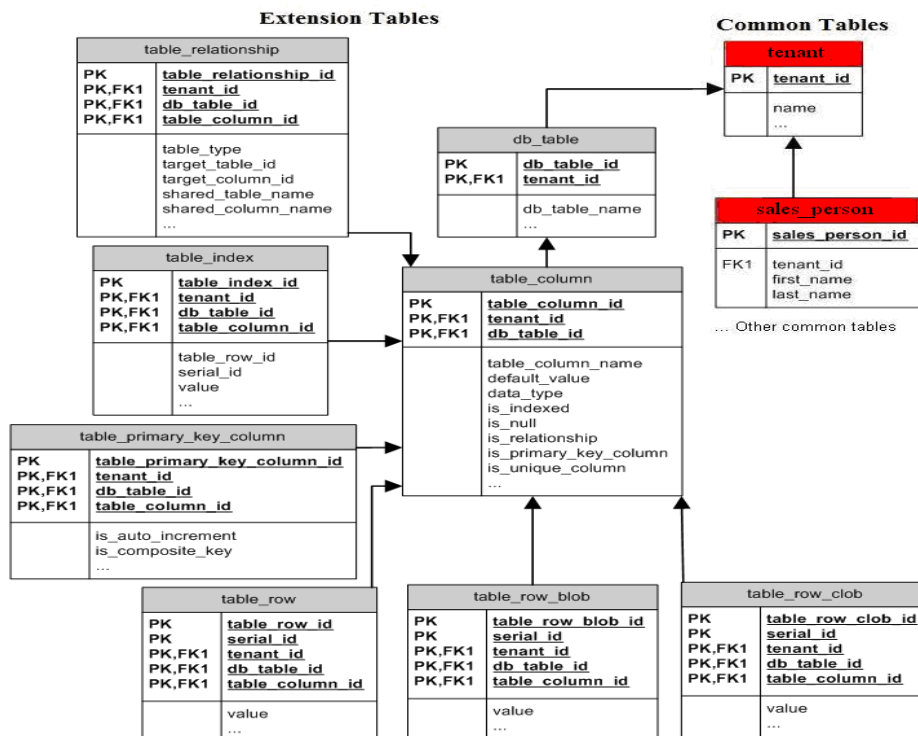 Extension Tables
Common Tables
table_relationship
PK table_relationship_id
PK,FK1 tenant_id
PK,FK1 db_table_id
PK,FK1 table_column_id
table_type
target_table_id
target_column_id
shared_table_name
shared_column_name
...
tenant
PK tenant_id
name
...
db_table
PK db_table_id
PK,FK1 tenant_id
db_table_name
...
sales_person
PK sales_person_id
FK1 tenant_id
first_name
last_name
... Other common tables
table_index
PK table_index_id
PK,FK1 tenant_id
PK,FK1 db_table_id
PK,FK1 table_column_id
table_row_id
serial_id
value
...
table_column
PK table_column_id
PK,FK1 tenant_id
PK,FK1 db_table_id
table_column_name
default_value
data_type
is_indexed
is_null
is_relationship
is_primary_key_column
is_unique_column
...
table_primary_key_column
PK table_primary_key_column_id
PK,FK1 tenant_id
PK,FK1 db_table_id
PK,FK1 table_column_id
is_auto_increment
is_composite_key
...
table_row
PK table_row_id
PK serial_id
PK,FK1 tenant_id
PK,FK1 db_table_id
PK,FK1 table_column_id
value
...
table_row_blob
PK table_row_blob_id
PK serial_id
PK,FK1 tenant_id
PK,FK1 db_table_id
PK,FK1 table_column_id
value
...
table_row_clob
PK table_row_clob_id
PK serial_id
PK,FK1 tenant_id
PK,FK1 db_table_id
PK,FK1 table_column_id
value
...